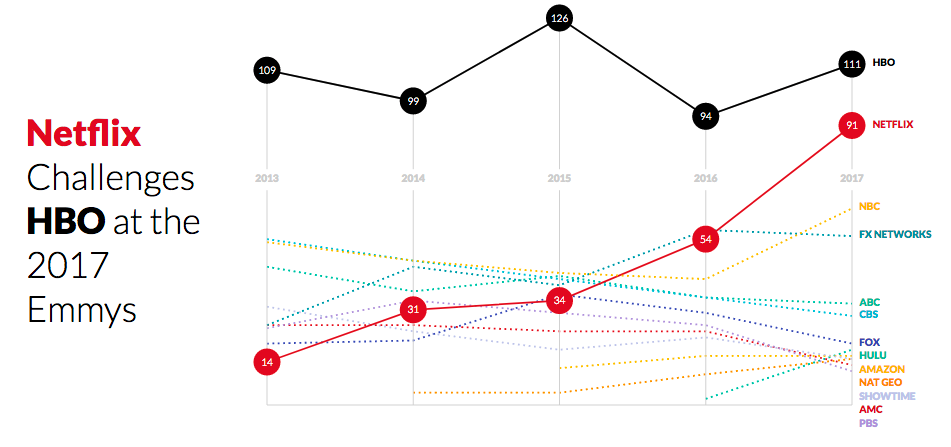 Netflix
Challenges
HBO at the
2017
Emmys
126
109
99
94
111 HBO
91 NETFLIX
2013 2014 2015 2016 2017
NBC
54
FX NETWORKS
31
34
ABC
CBS
14
FOX
HULU
AMAZON
NAT GEO
SHOWTIME
AMC
PBS